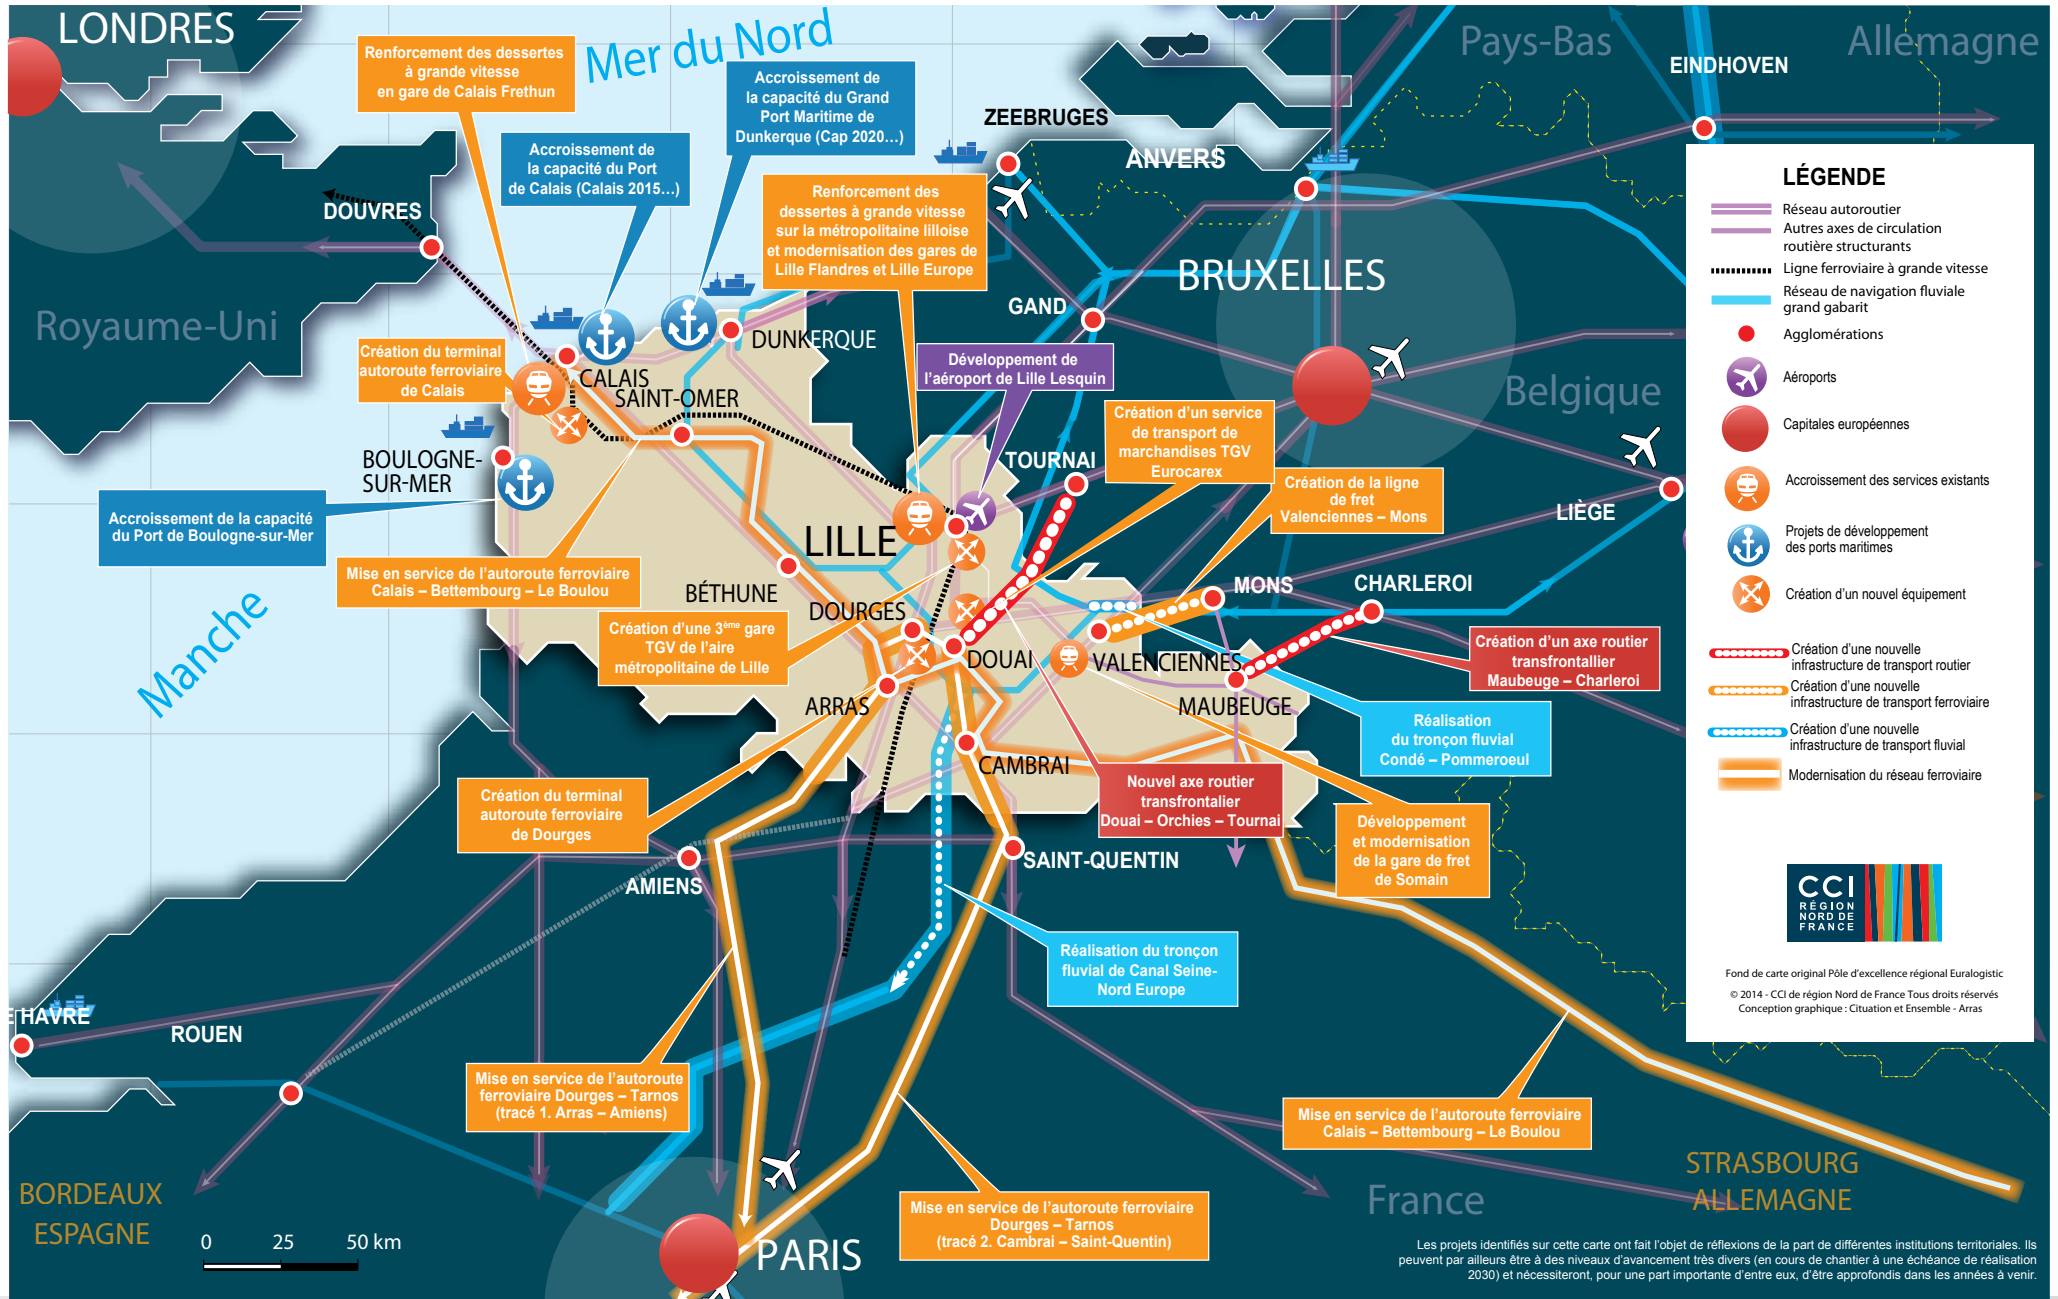 LONDRES
Mer du Nord
Pays-Bas
Allemagne
EINDHOVEN
Renforcement des dessertes
à grande vitesse
en gare de Calais Frethun
Accroissement de
la capacité du Grand
Port Maritime de
Dunkerque (Cap 2020…)
Accroissement de
la capacité du Port
de Calais (Calais 2015…)
ZEEBRUGES
ANVERS
Renforcement des
dessertes à grande vitesse
sur la métropolitaine lilloise
et modernisation des gares de
Lille Flandres et Lille Europe
DOUVRES
Royaume-Uni
BRUXELLES
GAND
DUNKERQUE
Création du terminal
autoroute ferroviaire
de Calais
CALAIS
SAINT-OMER
Développement de
l'aéroport de Lille Lesquin
Belgique
Création d'un service
de transport de
marchandises TGV
Eurocarex
BOULOGNE-
SUR-MER
TOURNAI
Création de la ligne
de fret
Valenciennes – Mons
LIÈGE
Accroissement de la capacité
du Port de Boulogne-sur-Mer
LILLE
Mise en service de l'autoroute ferroviaire
Calais – Bettembourg – Le Boulou
BÉTHUNE
DOURGES
MONS
CHARLEROI
Manche
Création d'une 3ème gare
TGV de l'aire
métropolitaine de Lille
DOUAI
VALENCIENNES
Création d'un axe routier
transfrontallier
Maubeuge – Charleroi
ARRAS
MAUBEUGE
Réalisation
du tronçon fluvial
Condé – Pommeroeul
CAMBRAI
Nouvel axe routier
transfrontalier
Douai – Orchies – Tournai
Création du terminal
autoroute ferroviaire
de Dourges
Développement
et modernisation
de la gare de fret
de Somain
AMIENS
SAINT-QUENTIN
Réalisation du tronçon
fluvial de Canal Seine-
Nord Europe
E HAVRE
ROUEN
Mise en service de l'autoroute
ferroviaire Dourges – Tarnos
(tracé 1. Arras – Amiens)
Mise en service de l'autoroute ferroviaire
Calais – Bettembourg – Le Boulou
Mise en service de l'autoroute ferroviaire
Dourges – Tarnos
(tracé 2. Cambrai – Saint-Quentin)
BORDEAUX
ESPAGNE
STRASBOURG
ALLEMAGNE
France
PARIS
0 25 50 km
LÉGENDE
Réseau autoroutier
Autres axes de circulation
routière structurants
Ligne ferroviaire à grande vitesse
Réseau de navigation fluviale
grand gabarit
Agglomérations
Aéroports
Capitales européennes
Accroissement des services existants
Projets de développement
des ports maritimes
Création d'un nouvel équipement
Création d'une nouvelle
infrastructure de transport routier
Création d'une nouvelle
infrastructure de transport ferroviaire
Création d'une nouvelle
infrastructure de transport fluvial
Modernisation du réseau ferroviaire
CCI
RÉGION
NORD DE
FRANCE
Fond de carte original Pôle d'excellence régional Euralogistic
© 2014 - CCI de région Nord de France Tous droits réservés
Conception graphique : Cituation et Ensemble - Arras
Les projets identifiés sur cette carte ont fait l'objet de réflexions de la part de différentes institutions territoriales. Ils
peuvent par ailleurs être à des niveaux d'avancement très divers (en cours de chantier à une échéance de réalisation
2030) et nécessiteront, pour une part importante d'entre eux, d'être approfondis dans les années à venir.